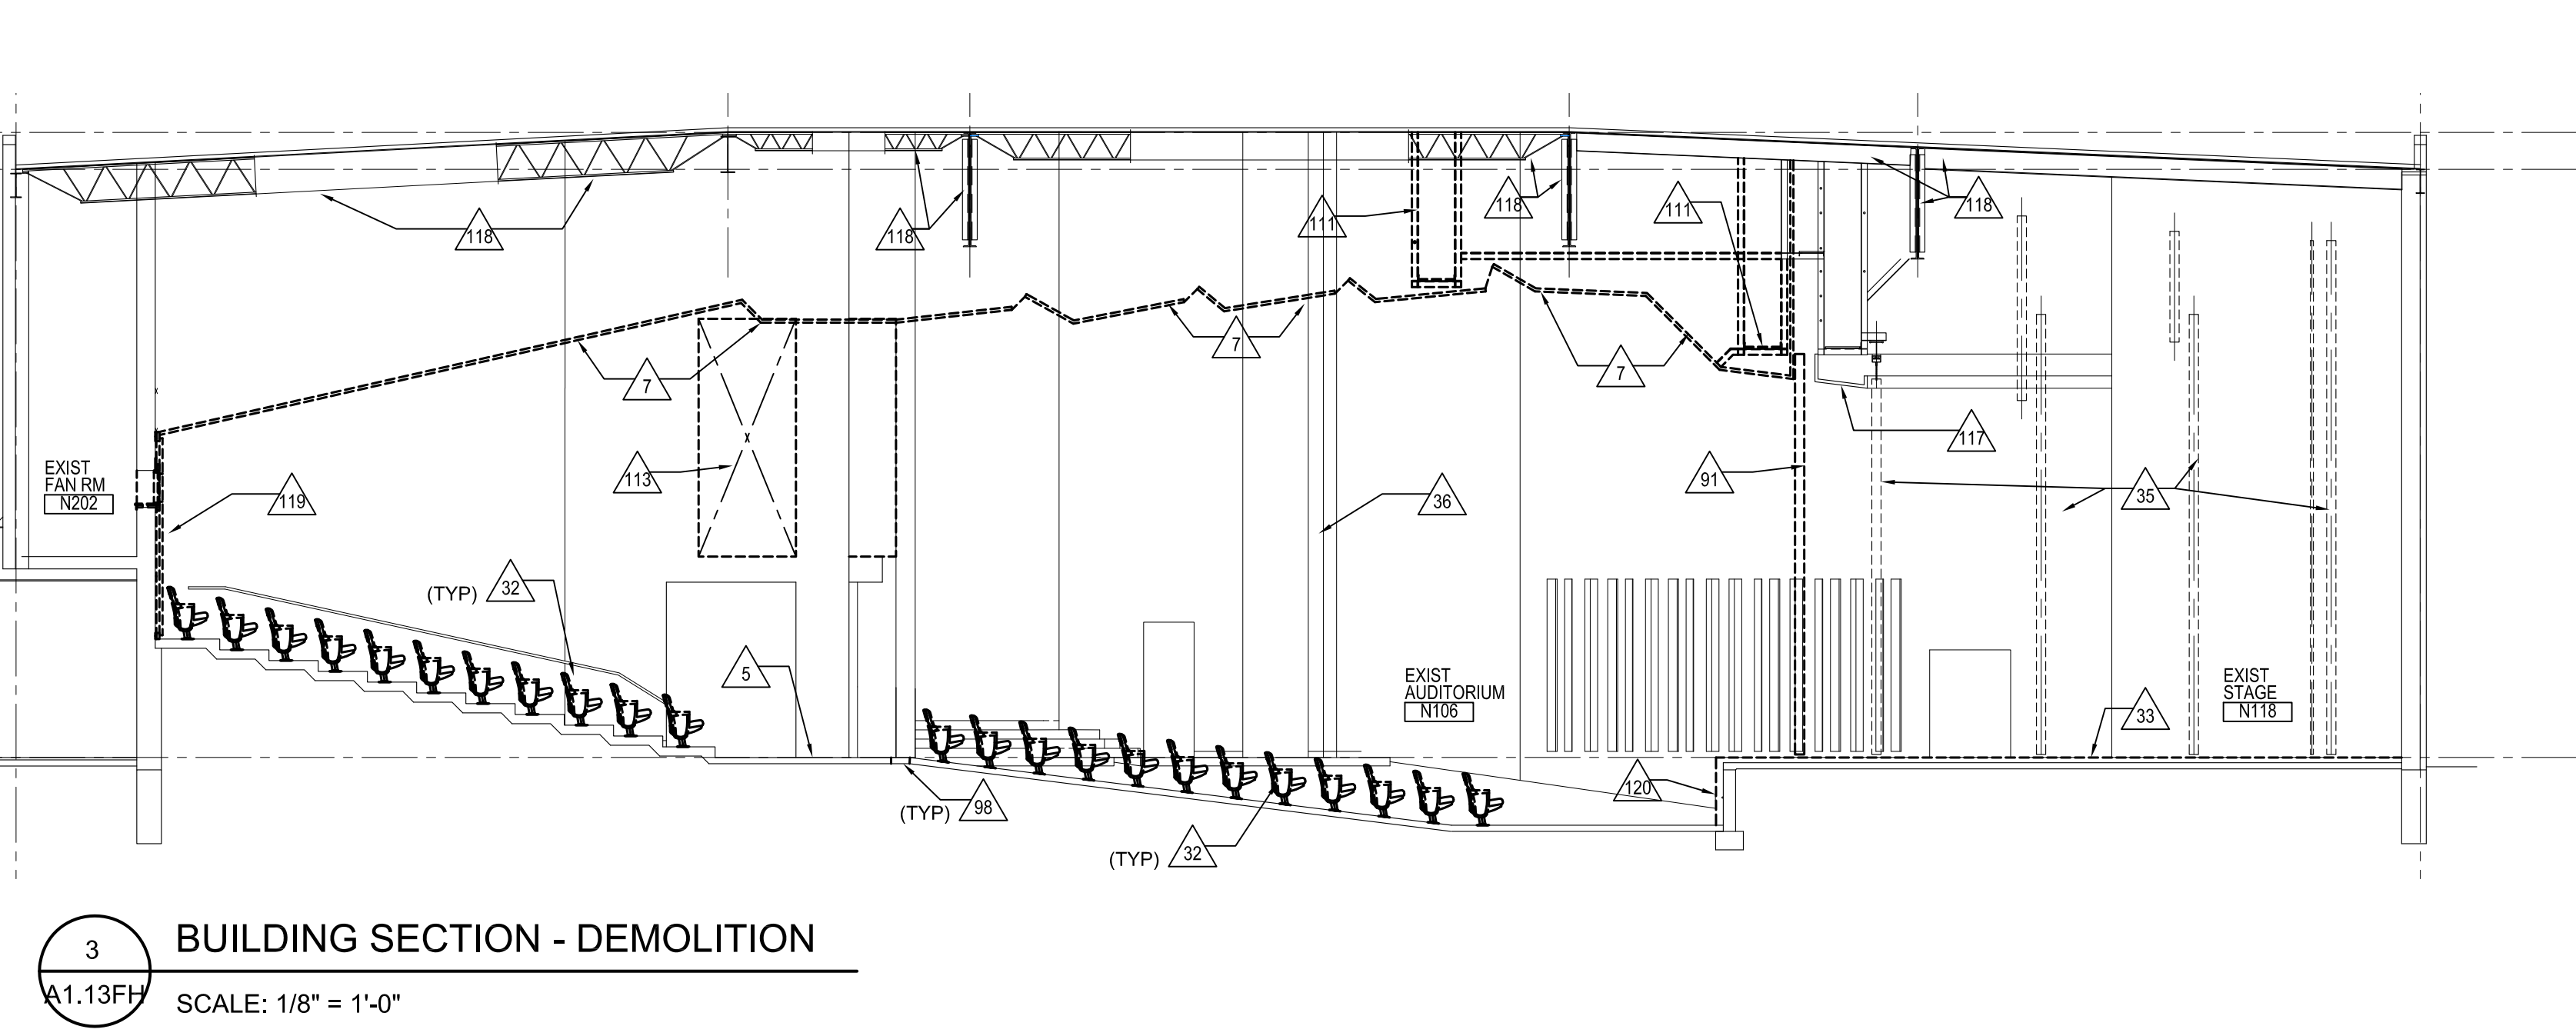 118
118
111
118
111
118
7
7
7
117
EXIST
FAN RM
N202
119
113
36
91
35
(TYP) 32
5
EXIST
AUDITORIUM
N106
EXIST
STAGE
N118
33
(TYP) 98
120
(TYP) 32
3
A1.13FH
BUILDING SECTION - DEMOLITION
SCALE: 1/8" = 1'-0"